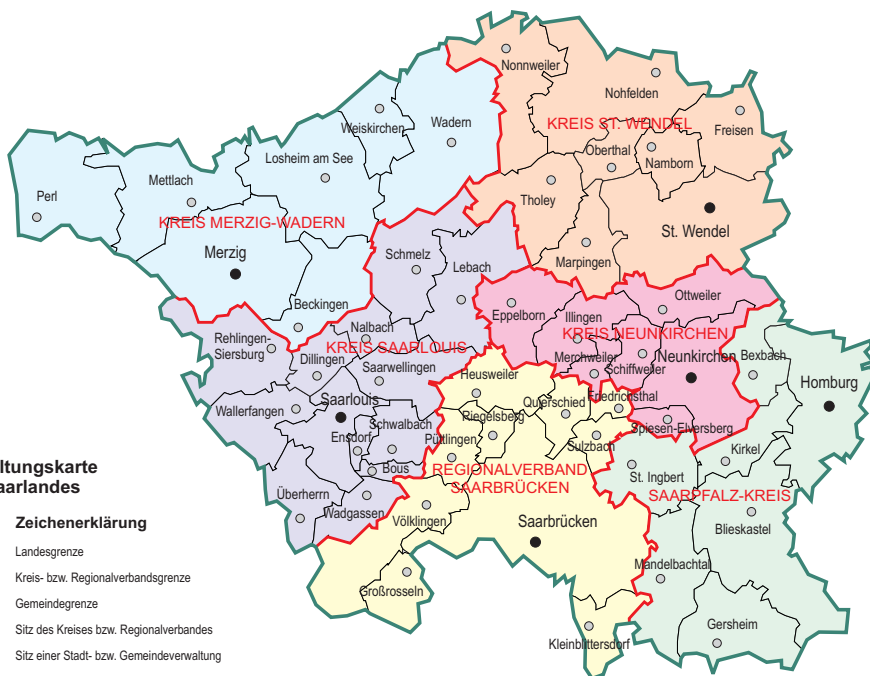 Nonnweiler
Nohfelden
Freisen
KREIS ST. WENDEL
Weiskirchen
Wadern
Oberthal
Namborn
Losheim am See
Mettlach
Tholey
Perl
KREIS MERZIG-WADERN
St. Wendel
Merzig
Schmelz
Marpingen
Lebach
Beckingen
Eppelborn
Illingen
Ottweiler
Nalbach
KREIS NEUNKIRCHEN
Rehlingen-
Siersburg
KREIS SAARLOUIS
Dillingen
Merchweiler
Schiffweiler
Neunkirchen
Bexbach
Saarwellingen
Heusweiler
Homburg
Wallerfangen
Saarlouis
Quierschied
Friedrichsthal
Riegelsberg
Schwalbach
Ensdorf
Püttlingen
Sulzbach
Spiesen-Elversberg
Kirkel
Bous
REGIONALVERBAND
SAARBRÜCKEN
St. Ingbert
SAARPFALZ-KREIS
Überherrn
Wadgassen
Völklingen
Saarbrücken
Blieskastel
Mandelbachtal
Großrosseln
Kleinblittersdorf
Gersheim
ltungskarte
aarlandes
Zeichenerklärung
Landesgrenze
Kreis- bzw. Regionalverbandsgrenze
Gemeindegrenze
Sitz des Kreises bzw. Regionalverbandes
Sitz einer Stadt- bzw. Gemeindeverwaltung